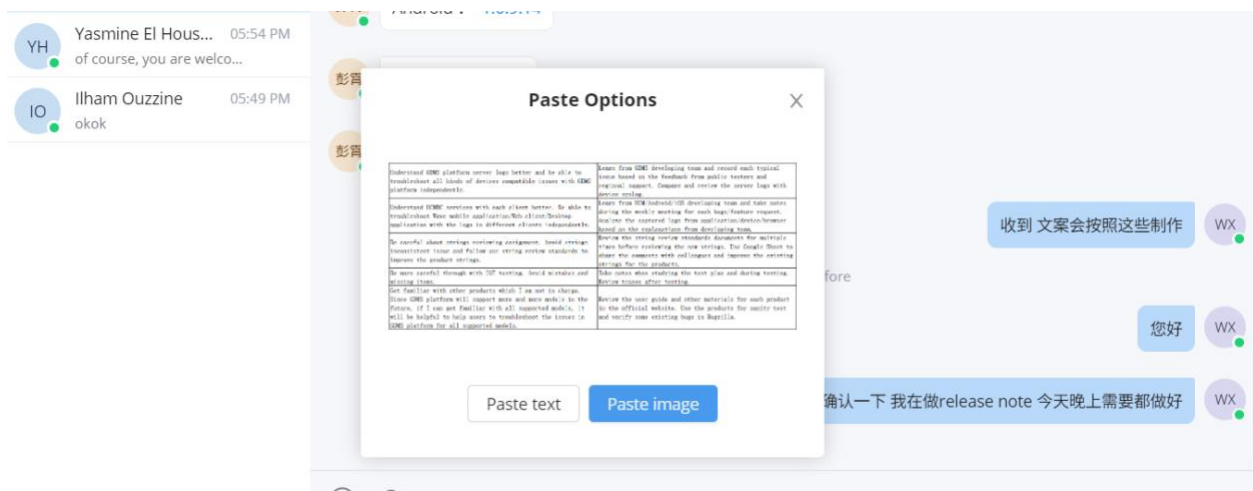 YH
Yasmine El Hous...
05:54 PM
of course, you are welco...
IO
Ilham Ouzzine
05:49 PM
okok
1.0.9.14
彭霄
彭霄
Paste Options
Understand GDMS platform server logs better and be able to
troubleshoot all kinds of devices compatible issues with GDMS
platform independently.
Learn from GDMS developing team and record each typical
issue based on the feedback from public testers and
regional support. Compare and review the server logs with
device syslog.
Understand UCMRC services with each client better. Be able to
troubleshoot Wave mobile application/Web client/Desktop
application with the logs in different clients independently.
Learn from UCM/Android/iOS developing team and take notes
during the weekly meeting for each bugs/feature request.
Analyze the captured logs from application/device/browser
based on the explanations from developing team.
Be careful about strings reviewing assignment. Avoid strings
inconsistent issue and follow our string review standards to
improve the product strings.
Review the string review standards documents for multiple
times before reviewing the new strings. Use Google Sheet to
share the comments with colleagues and improve the existing
strings for the products.
Be more careful through with IOT testing. Avoid mistakes and
missing items.
Take notes when studying the test plan and during testing.
Review issues after testing.
Get familiar with other products which I am not in charge.
Since GDMS platform will support more and more models in the
future, if I can get familiar with all supported models, it
will be helpful to help users to troubleshoot the issues in
GDMS platform for all supported models.
Review the user guide and other materials for each product
in the official website. Use the products for sanity test
and verify some existing bugs in Bugzilla.
Paste text
Paste image
收到 文案会按照这些制作
WX
fore
您好
WX
确认一下 我在做release note 今天晚上需要都做好
WX